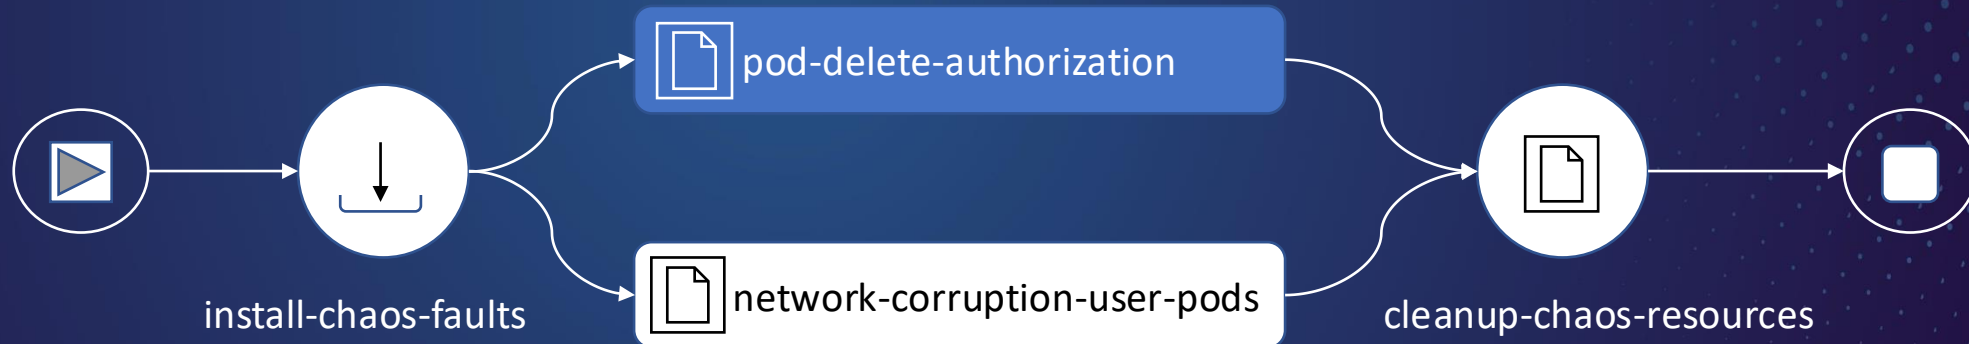 pod-delete-authorization
install-chaos-faults
network-corruption-user-pods
cleanup-chaos-resources